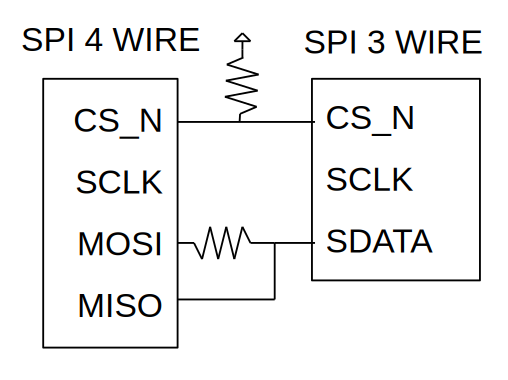 SPI 4 WIRE
SPI 3 WIRE
CS_N
SCLK
MOSI
MISO
CS_N
SCLK
SDATA